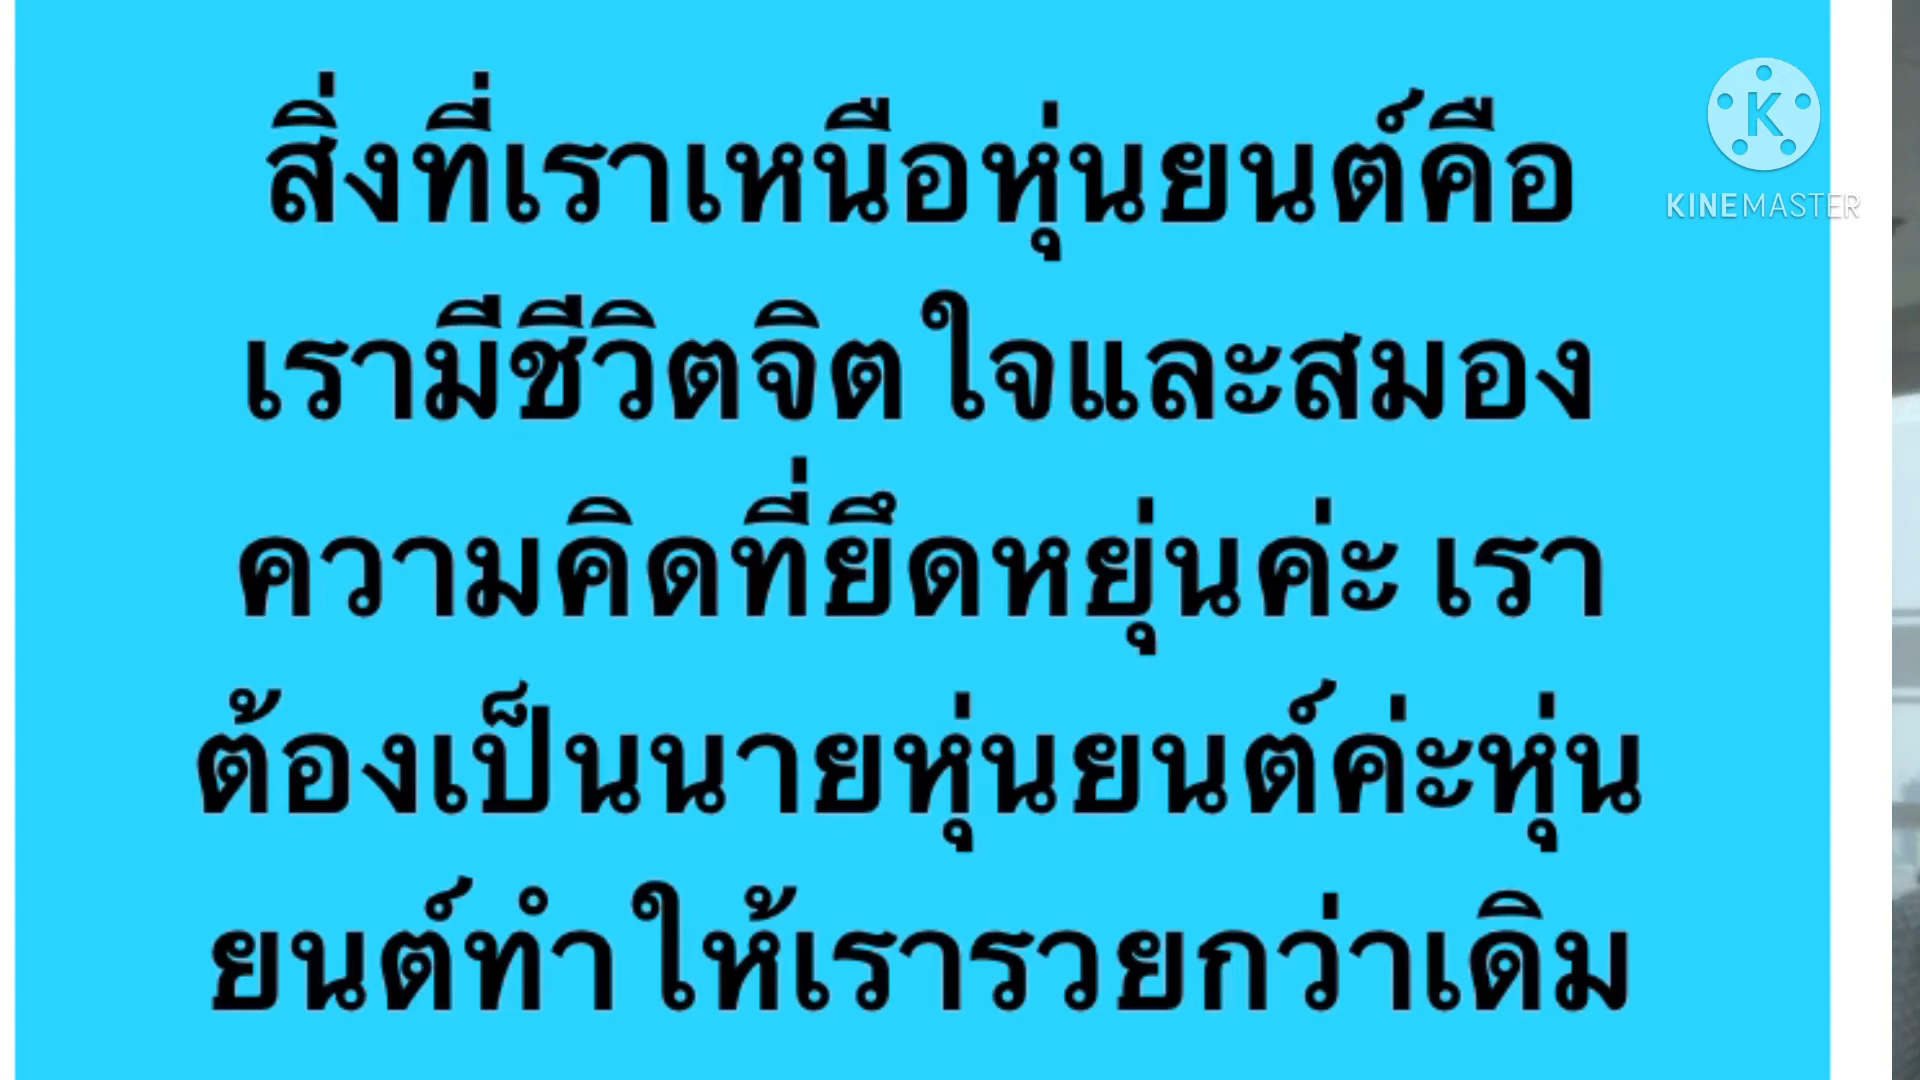 สิ่งที่เราเหนือหุ่นยนต์คือ
เรามีชีวิตจิตใจและสมอง
ความคิดที่ยึดหยุ่นค่ะ เรา
ต้องเป็นนายหุ่นยนต์ค่ะหุ่น
ยนต์ทำให้เรารวยกว่าเดิม
K
KINEMASTER